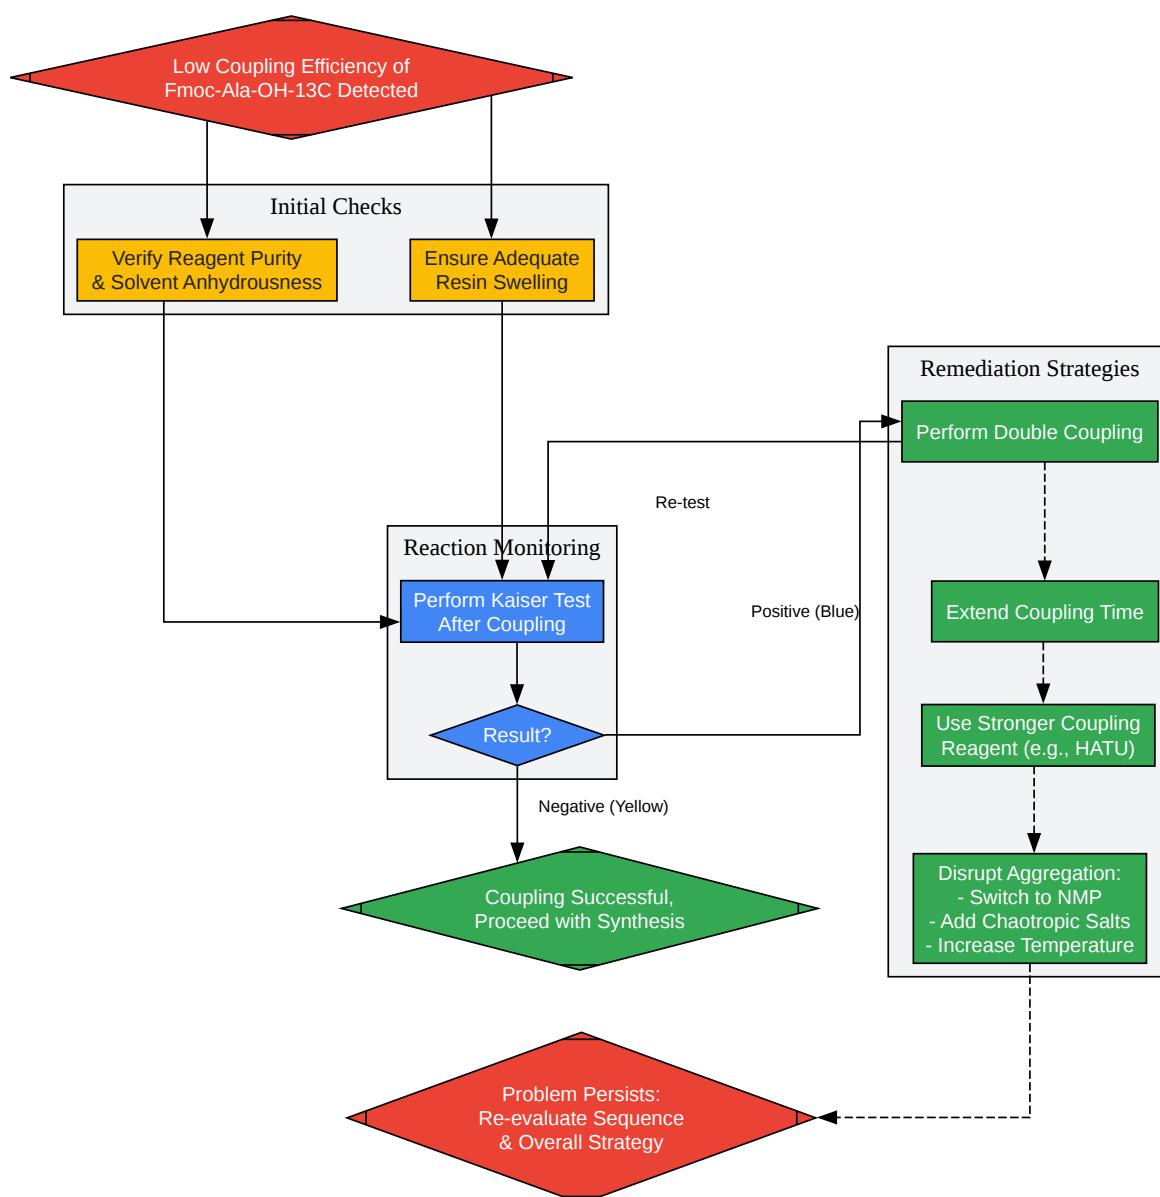 Low Coupling Efficiency of
Fmoc-Ala-OH-13C Detected
Initial Checks
Verify Reagent Purity
& Solvent Anhydrousness
Ensure Adequate
Resin Swelling
Remediation Strategies
Perform Double Coupling
Re-test
Reaction Monitoring
Perform Kaiser Test
After Coupling
Positive (Blue)
Extend Coupling Time
Result?
Use Stronger Coupling
Reagent (e.g., HATU)
Negative (Yellow)
Coupling Successful,
Proceed with Synthesis
Disrupt Aggregation:
- Switch to NMP
- Add Chaotropic Salts
- Increase Temperature
Problem Persists:
Re-evaluate Sequence
& Overall Strategy